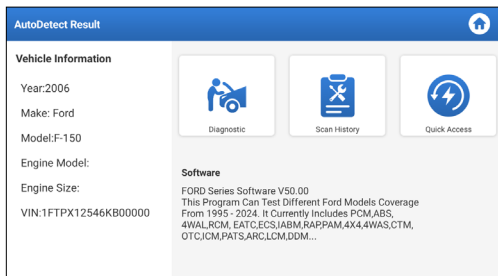 AutoDetect Result
Vehicle Information
Year:2006
Make: Ford
Model:F-150
Engine Model:
Engine Size:
VIN:1FTPX12546KB00000
Diagnostic
Scan History
Quick Access
Software
FORD Series Software V50.00
This Program Can Test Different Ford Models Coverage
From 1995 - 2024. It Currently Includes PCM,ABS,
4WAL,RCM, EATC,ECS,IABM,RAP,PAM,4X4,4WAS,CTM,
OTC,ICM,PATS,ARC,LCM,DDM...